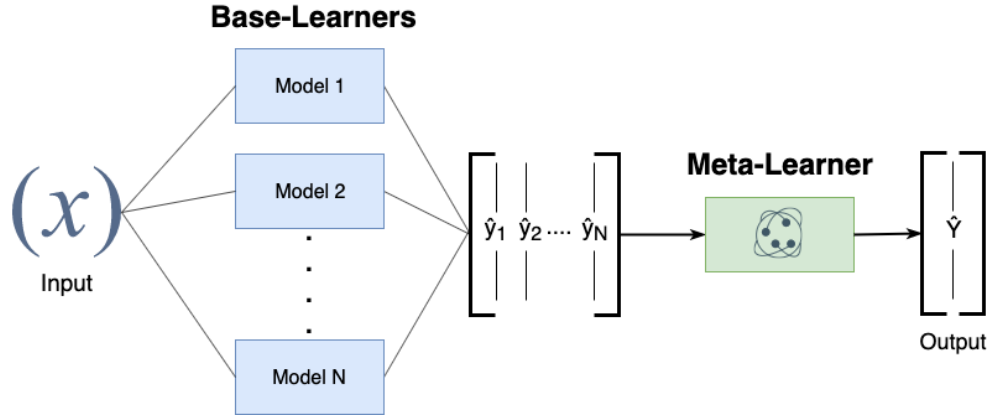 Base-Learners
Model 1
Model 2
Model N
(x)
Input
ŷ1 ŷ2 .... ŷN
Meta-Learner
Ŷ
Output